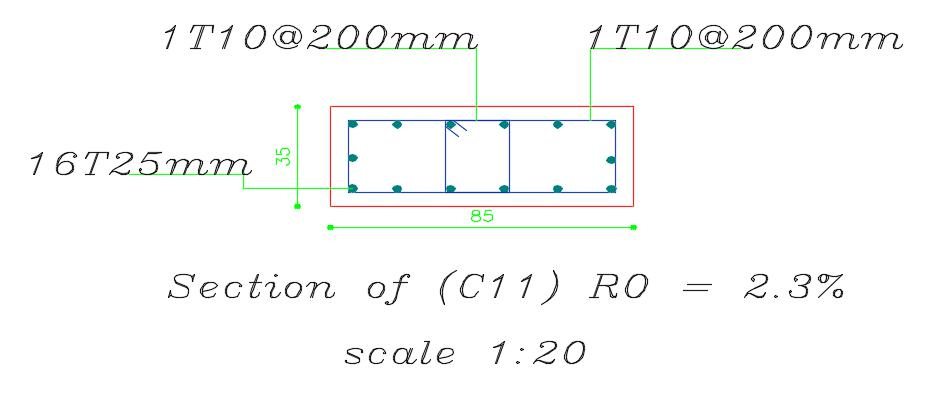 1T10@200mm 1T10@200mm
16T25mm
35
85
Section of (C11) RO = 2.3%
scale 1:20